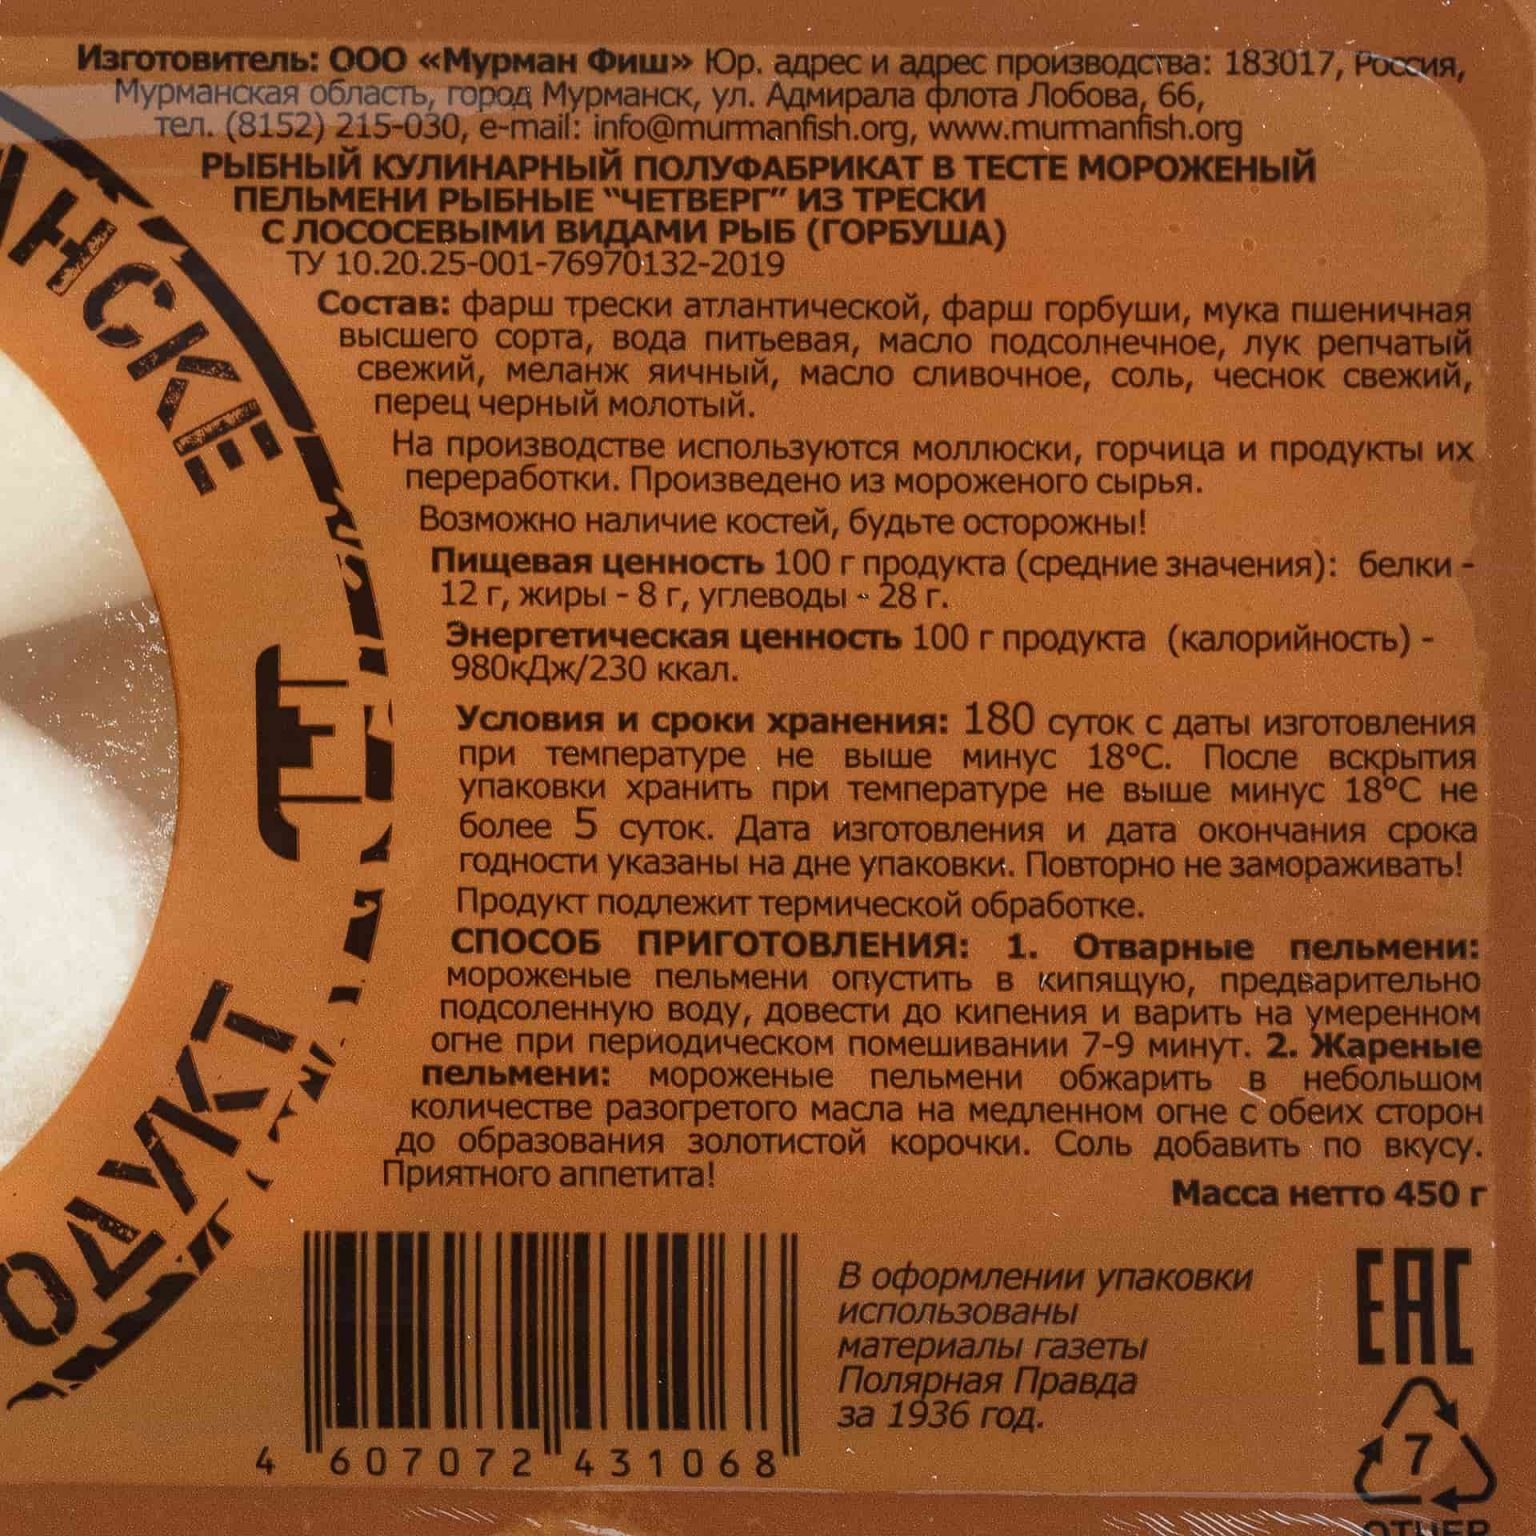 Изготовитель: ООО «Мурман Фиш» Юр. адрес и адрес производства: 183017, Россия,
Мурманская область, город Мурманск, ул. Адмирала флота Лобова, 66,
тел. (8152) 215-030, e-mail: info@murmanfish.org, www.murmanfish.org
РЫБНЫЙ КУЛИНАРНЫЙ ПОЛУФАБРИКАТ В ТЕСТЕ МОРОЖЕНЫЙ
ПЕЛЬМЕНИ РЫБНЫЕ "ЧЕТВЕРГ" ИЗ ТРЕСКИ
С ЛОСОСЕВЫМИ ВИДАМИ РЫБ (ГОРБУША)
ТУ 10.20.25-001-76970132-2019
Состав: фарш трески атлантической, фарш горбуши, мука пшеничная
высшего сорта, вода питьевая, масло подсолнечное, лук репчатый
свежий, меланж яичный, масло сливочное, соль, чеснок свежий,
перец черный молотый.
На производстве используются моллюски, горчица и продукты их
переработки. Произведено из мороженого сырья.
Возможно наличие костей, будьте осторожны!
Пищевая ценность 100 г продукта (средние значения): белки -
12 г, жиры - 8 г, углеводы - 28 г.
Энергетическая ценность 100 г продукта (калорийность) -
980кДж/230 ккал.
Условия и сроки хранения: 180 суток с даты изготовления
при температуре не выше минус 18°С. После вскрытия
упаковки хранить при температуре не выше минус 18°С не
более 5 суток. Дата изготовления и дата окончания срока
годности указаны на дне упаковки. Повторно не замораживать!
Продукт подлежит термической обработке.
СПОСОБ ПРИГОТОВЛЕНИЯ: 1. Отварные пельмени:
мороженые пельмени опустить в кипящую, предварительно
подсоленную воду, довести до кипения и варить на умеренном
огне при периодическом помешивании 7-9 минут. 2. Жареные
пельмени: мороженые пельмени обжарить в небольшом
количестве разогретого масла на медленном огне с обеих сторон
до образования золотистой корочки. Соль добавить по вкусу.
Приятного аппетита!
Масса нетто 450 г
В оформлении упаковки
использованы
материалы газеты
Полярная Правда
за 1936 год.
4 607072 431068
ЕАС
7
OTHER
НСКЕ
ОДУКТ